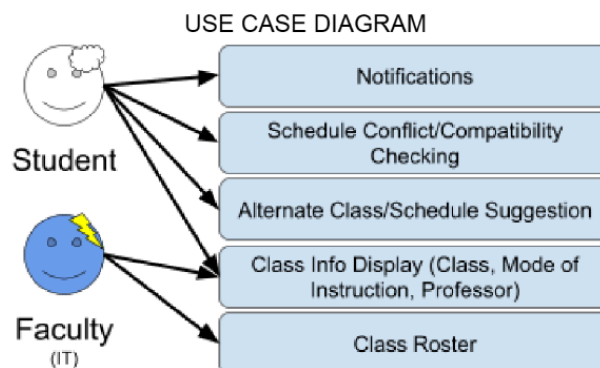 USE CASE DIAGRAM
Notifications
Schedule Conflict/Compatibility
Checking
Student
Alternate Class/Schedule Suggestion
Class Info Display (Class, Mode of
Instruction, Professor)
Faculty
(IT)
Class Roster